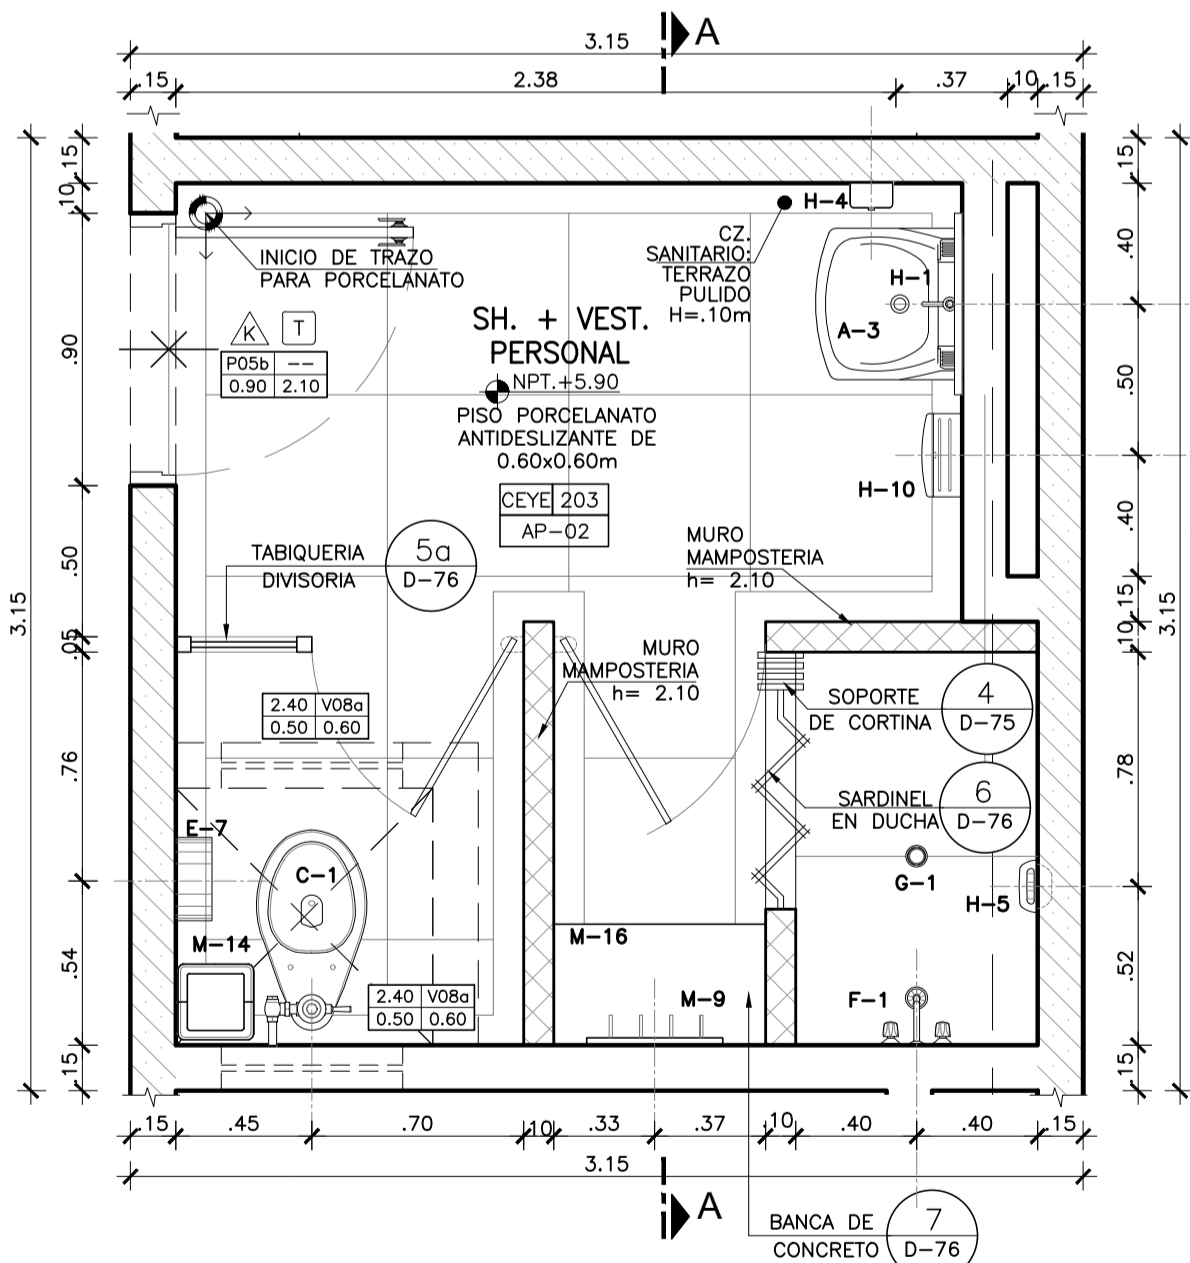 A
3.15
.15
2.38
.37
.10
.15
.15
.10
.90
.50
.05
.76
.54
.15
3.15
.15
.40
.50
.40
.15
.10
.78
.52
.15
3.15
INICIO DE TRAZO
PARA PORCELANATO
CZ.
SANITARIO:
TERRAZO
PULIDO
H=.10m
H-4
H-1
A-3
H-10
K
T
P05b --
0.90 2.10
SH. + VEST.
PERSONAL
NPT.+5.90
PISO PORCELANATO
ANTIDESLIZANTE DE
0.60x0.60m
CEYE 203
AP-02
TABIQUERIA
DIVISORIA
5a
D-76
MURO
MAMPOSTERIA
h= 2.10
MURO
MAMPOSTERIA
h= 2.10
2.40 V08a
0.50 0.60
SOPORTE
DE CORTINA
4
D-75
SARDINEL
EN DUCHA
6
D-76
E-7
C-1
G-1
H-5
M-14
M-16
M-9
F-1
2.40 V08a
0.50 0.60
.15
.45
.70
.10
.33
.37
.10
.40
.40
.15
3.15
A
BANCA DE
CONCRETO
7
D-76